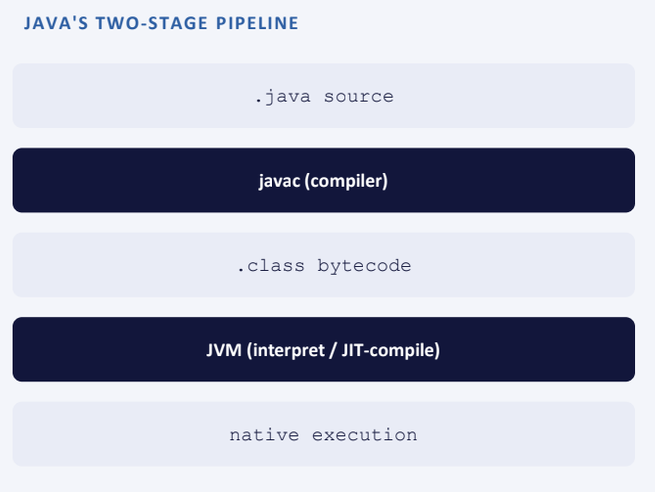 JAVA'S TWO-STAGE PIPELINE
.java source
javac (compiler)
.class bytecode
JVM (interpret / JIT-compile)
native execution